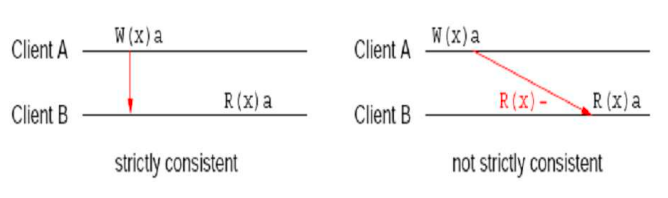 W(x)a
Client A
R(x)a
Client B
strictly consistent
W(x)a
Client A
R(x)- R(x)a
Client B
not strictly consistent